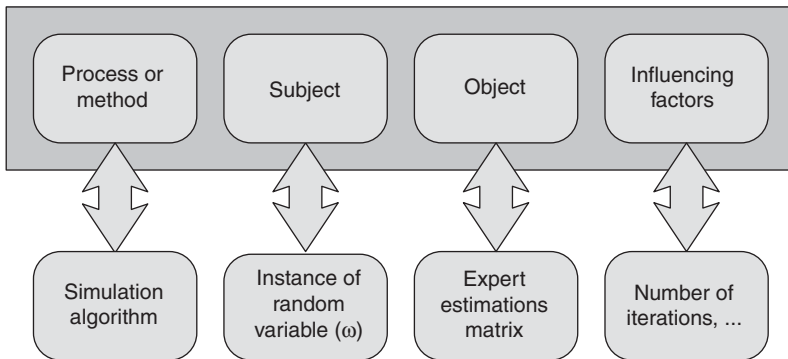 Process or
method
Subject
Object
Influencing
factors
Simulation
algorithm
Instance of
random
variable (ω)
Expert
estimations
matrix
Number of
iterations, ...